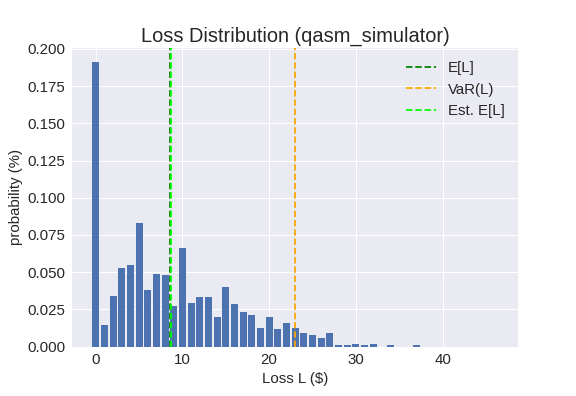 Loss Distribution (qasm_simulator)
0.200
0.175
0.150
0.125
0.100
0.075
0.050
0.025
0.000
probability (%)
E[L]
VaR(L)
Est. E[L]
0 10 20 30 40
Loss L ($)